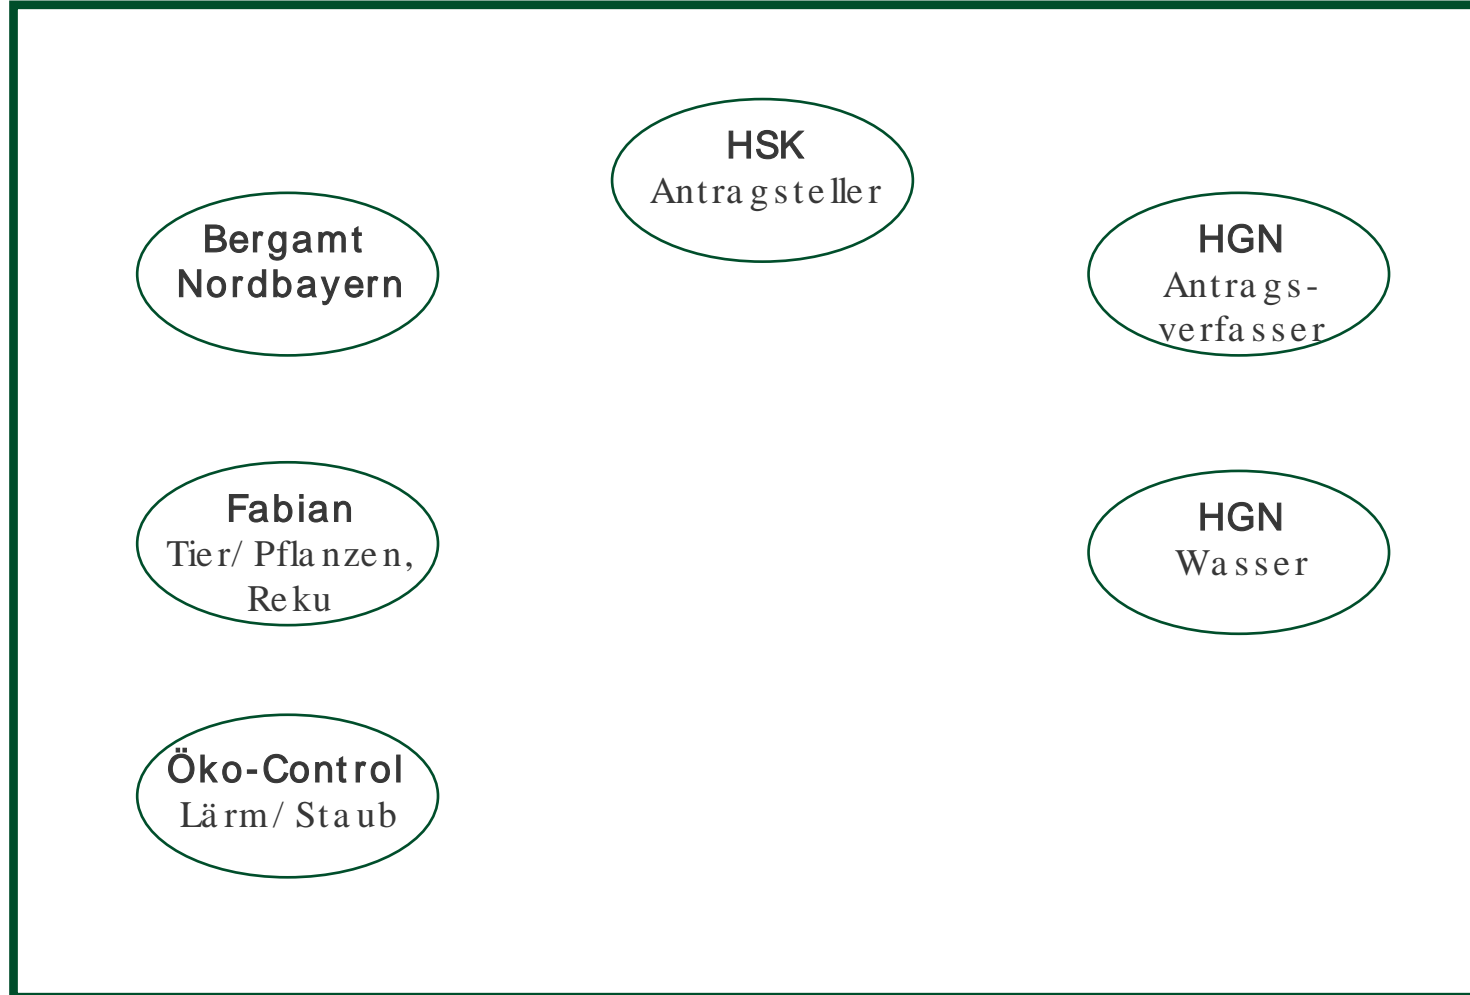 HSK
Antragsteller
Bergamt
Nordbayern
HGN
Antrags-
verfasser
Fabian
Tier/ Pflanzen,
Reku
HGN
Wasser
Öko-Control
Lärm/ Staub